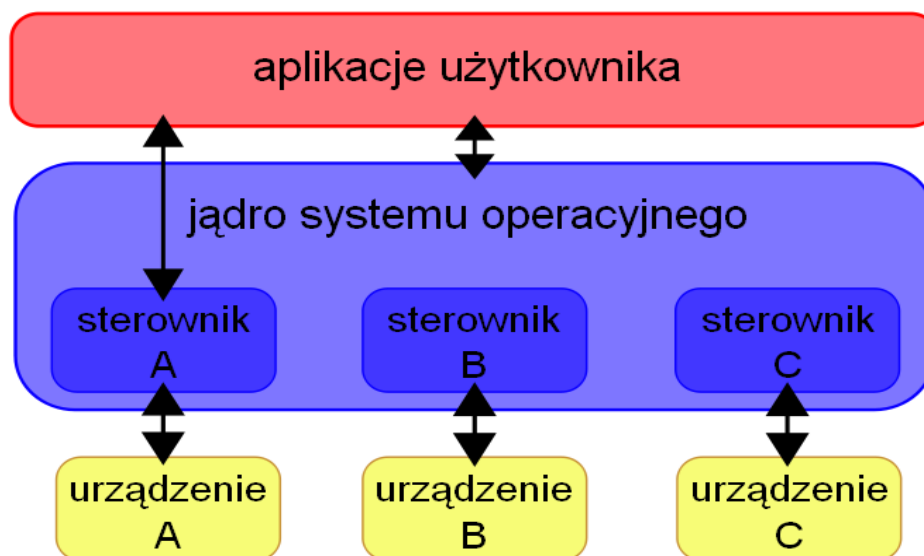 aplikacje użytkownika
jądro systemu operacyjnego
sterownik
A
sterownik
B
sterownik
C
urządzenie
A
urządzenie
B
urządzenie
C